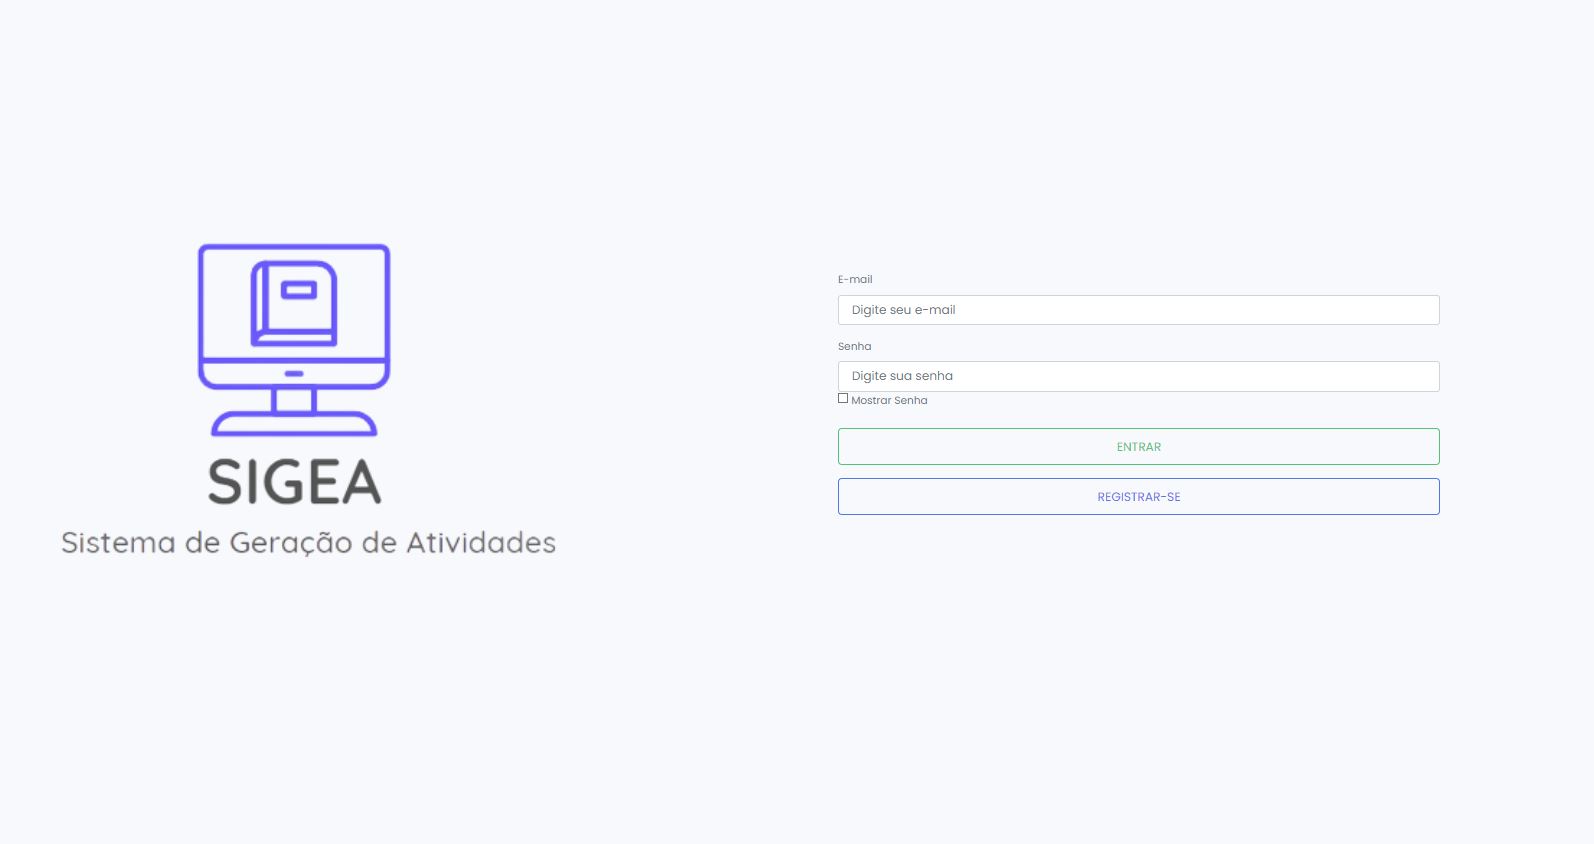 SIGEA
Sistema de Geração de Atividades
E-mail
Digite seu e-mail
Senha
Digite sua senha
Mostrar Senha
ENTRAR
REGISTRAR-SE